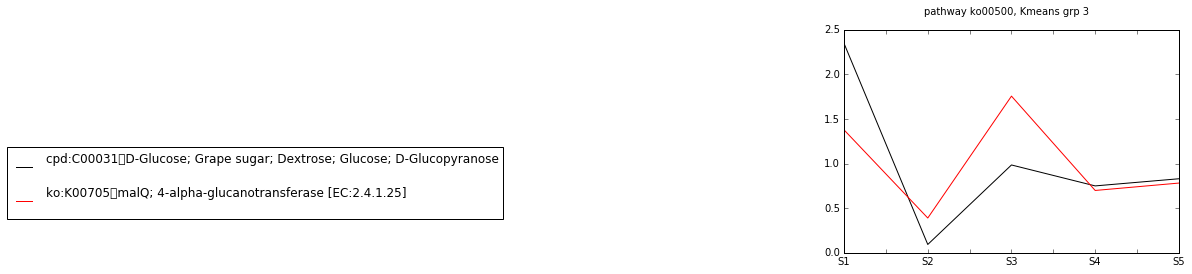 pathway ko00500, Kmeans grp 3
2.5
2.0
1.5
1.0
0.5
0.0
S1 S2 S3 S4 S5
cpd:C00031▯D-Glucose; Grape sugar; Dextrose; Glucose; D-Glucopyranose
ko:K00705▯malQ; 4-alpha-glucanotransferase [EC:2.4.1.25]